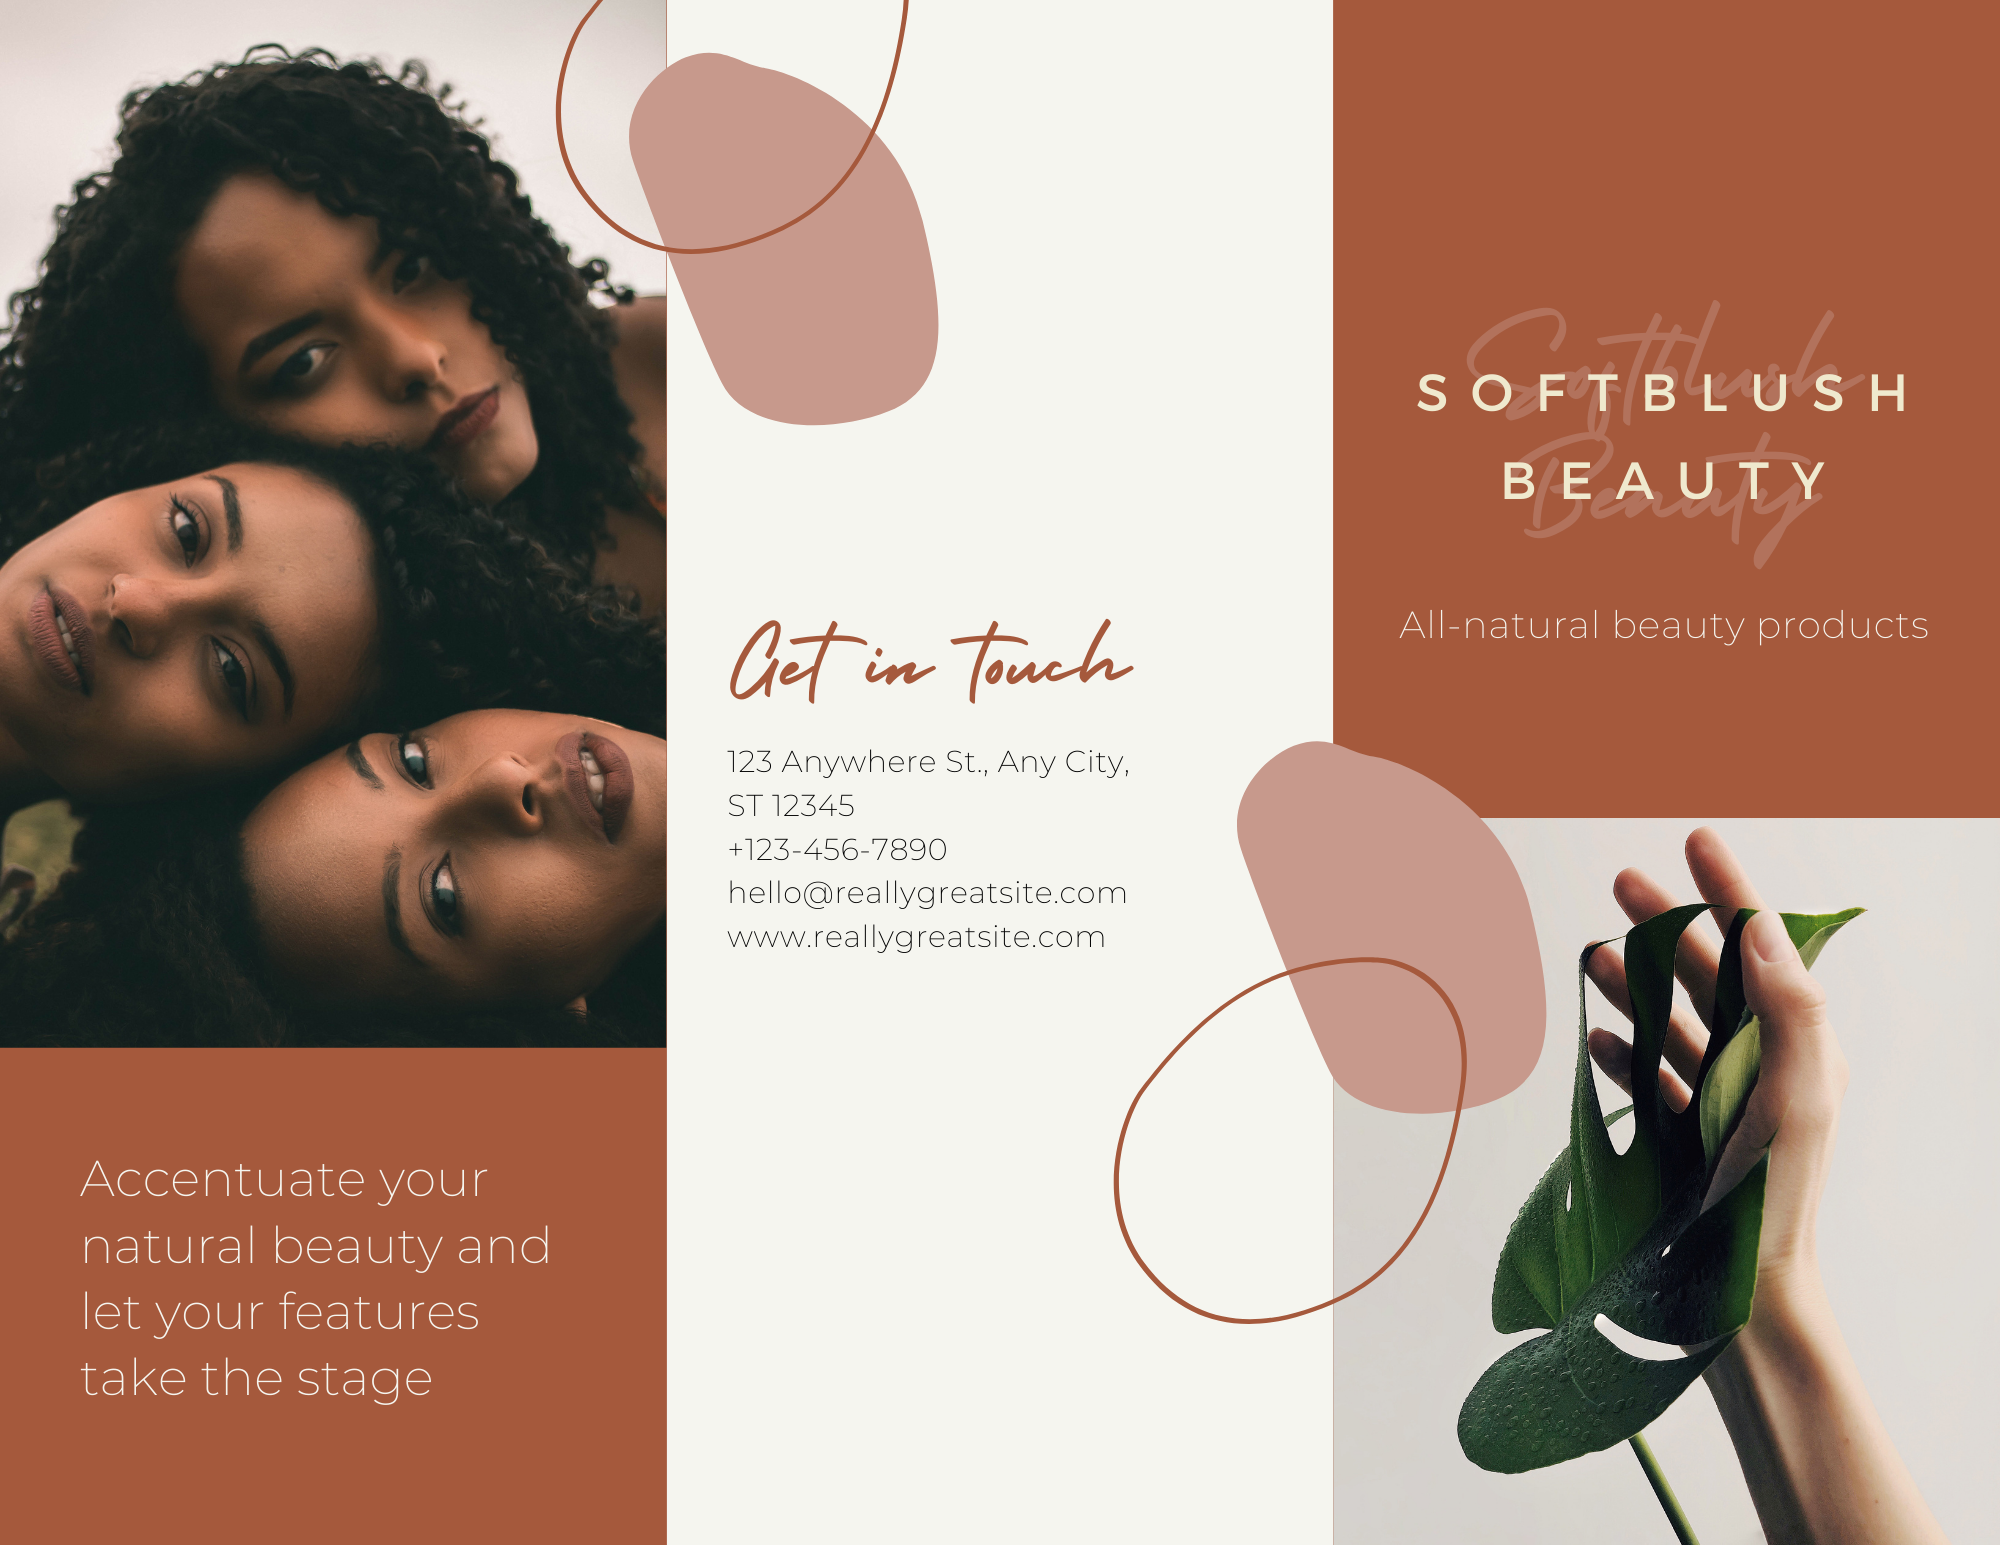 Accentuate your
natural beauty and
let your features
take the stage
Get in touch
123 Anywhere St., Any City,
ST 12345
+123-456-7890
hello@reallygreatsite.com
www.reallygreatsite.com
Softblush
SOFTBLUSH
Beauty
BEAUTY
All-natural beauty products